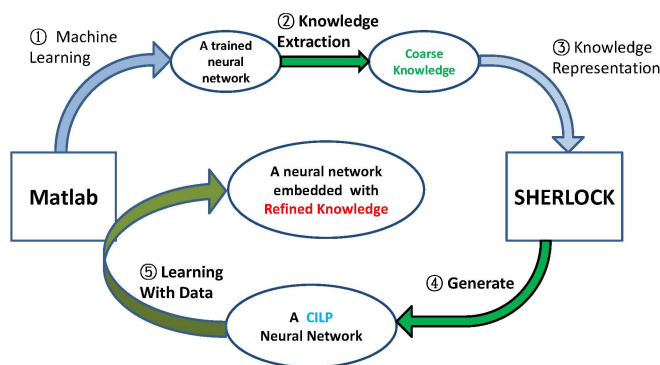 ① Machine
Learning
A trained
neural
network
② Knowledge
Extraction
Coarse
Knowledge
③ Knowledge
Representation
Matlab
A neural network
embedded with
Refined Knowledge
SHERLOCK
④ Generate
⑤ Learning
With Data
A CILP
Neural Network